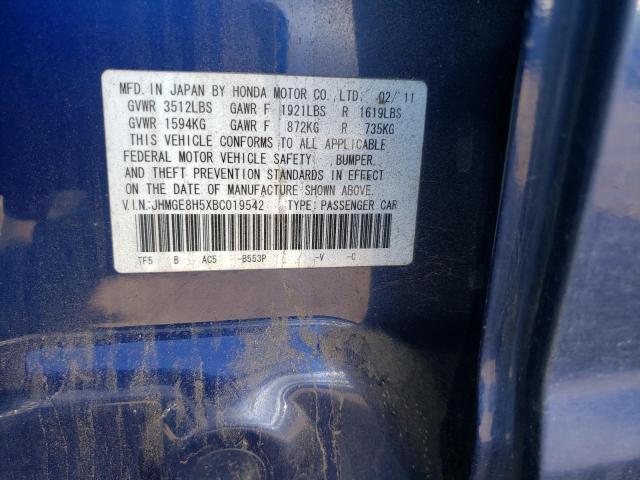 MFD. IN JAPAN BY HONDA MOTOR CO., LTD. 02/11
GVWR 3512LBS GAWR F 1921LBS R 1619LBS
GVWR 1594KG GAWR F 872KG R 735KG
THIS VEHICLE CONFORMS TO ALL APPLICABLE
FEDERAL MOTOR VEHICLE SAFETY , BUMPER,
AND THEFT PREVENTION STANDARDS IN EFFECT
ON THE DATE OF MANUFACTURE SHOWN ABOVE.
V.I.N:JHMGE8H5XBC019542 TYPE: PASSENGER CAR
TF5 B AC5 -B553P / -V -C